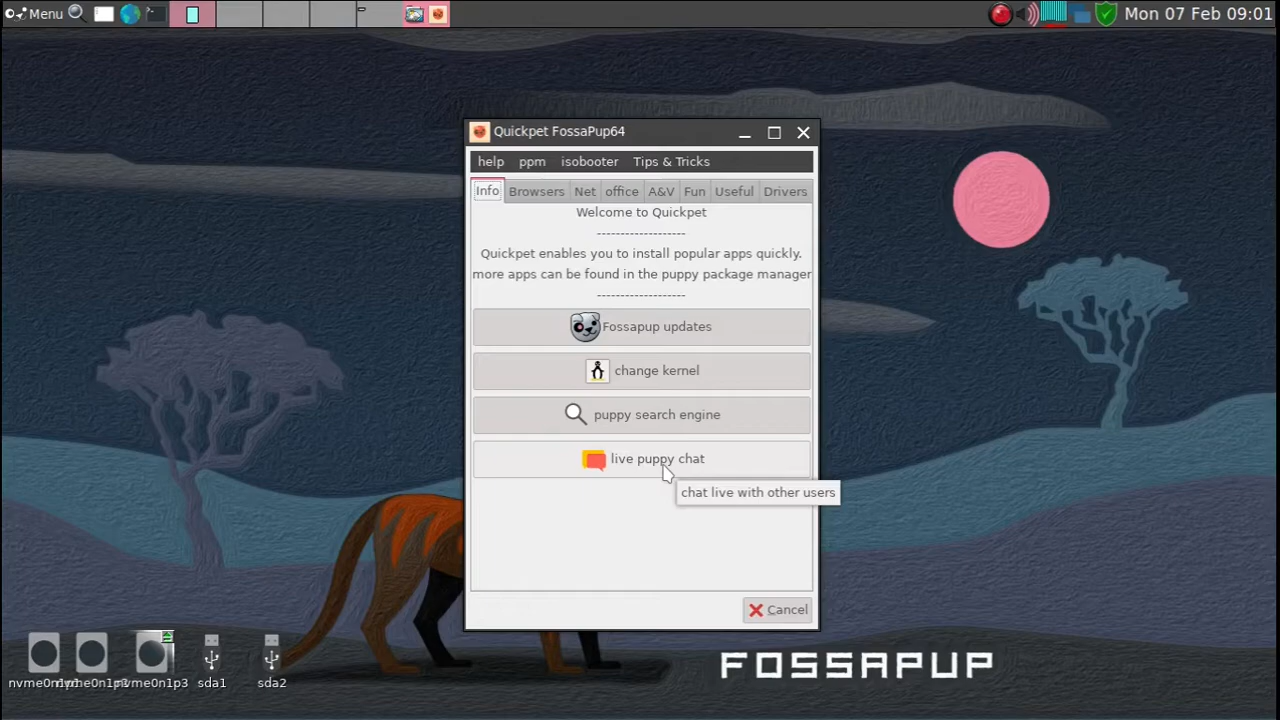 Menu
Mon 07 Feb 09:01
Quickpet FossaPup64
help ppm isobooter Tips & Tricks
Info Browsers Net office A&V Fun Useful Drivers
Welcome to Quickpet
-------------------
Quickpet enables you to install popular apps quickly.
more apps can be found in the puppy package manager
-------------------
Fossapup updates
change kernel
puppy search engine
live puppy chat
chat live with other users
Cancel
nvme0n1p3 sda1 sda2
FOSSAPUP